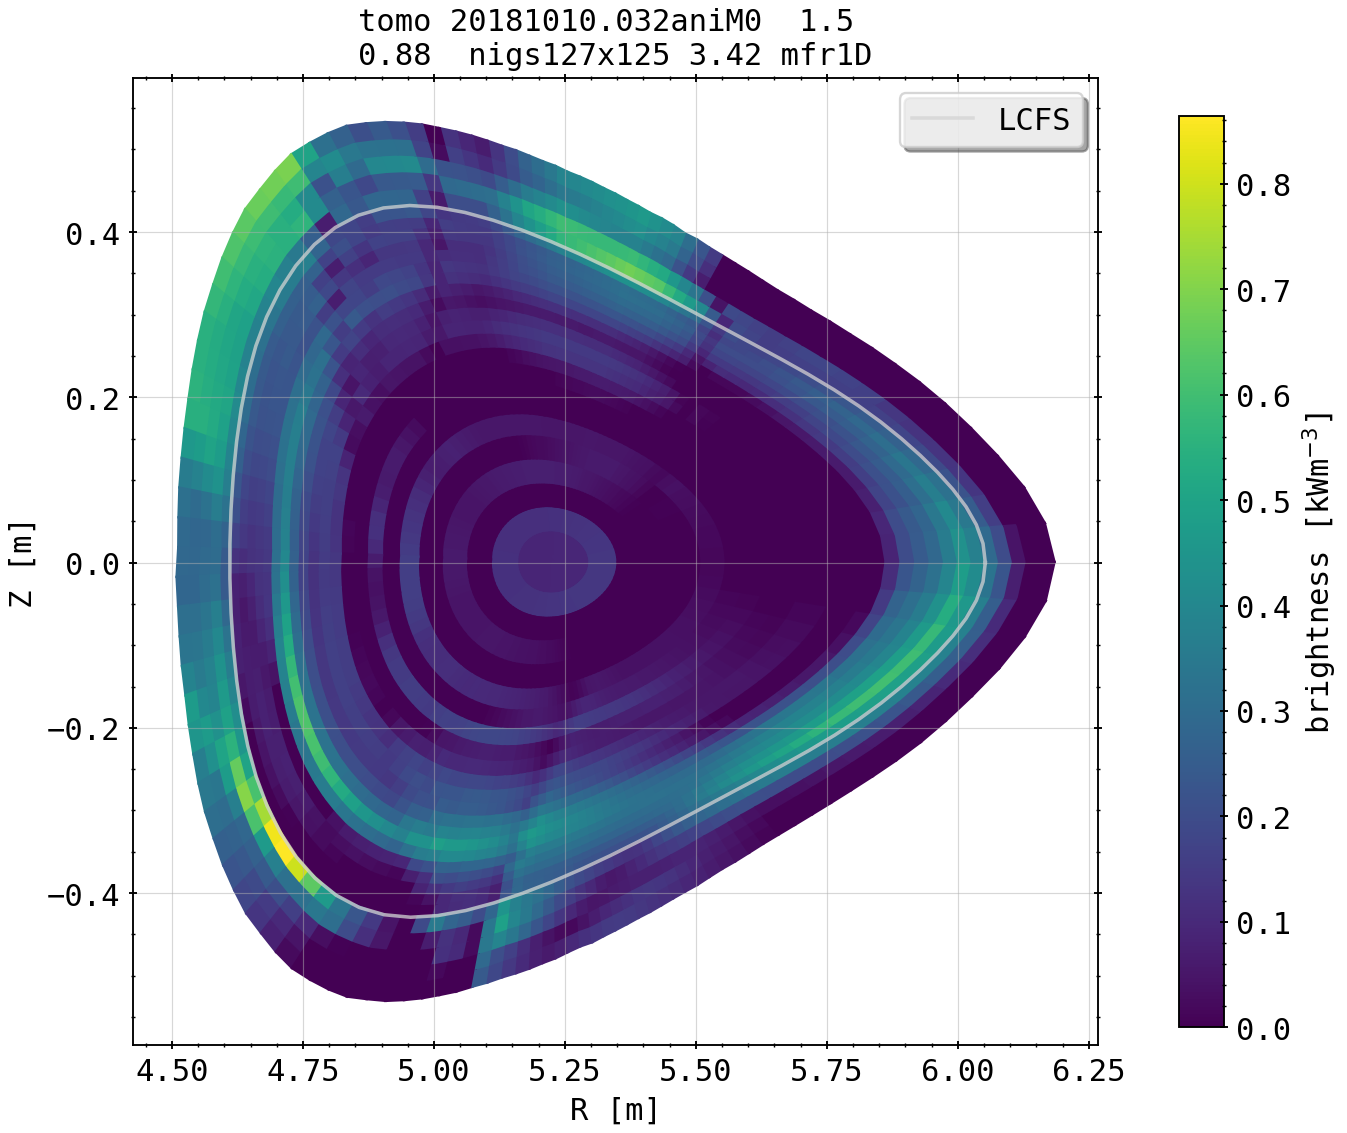 tomo 20181010.032aniM0  1.5
0.88  nigs127x125 3.42 mfr1D
LCFS
Z [m]
0.4
0.2
0.0
−0.2
−0.4
4.50 4.75 5.00 5.25 5.50 5.75 6.00 6.25
R [m]
0.8
0.7
0.6
0.5
0.4
0.3
0.2
0.1
0.0
brightness [kWm⁻³]